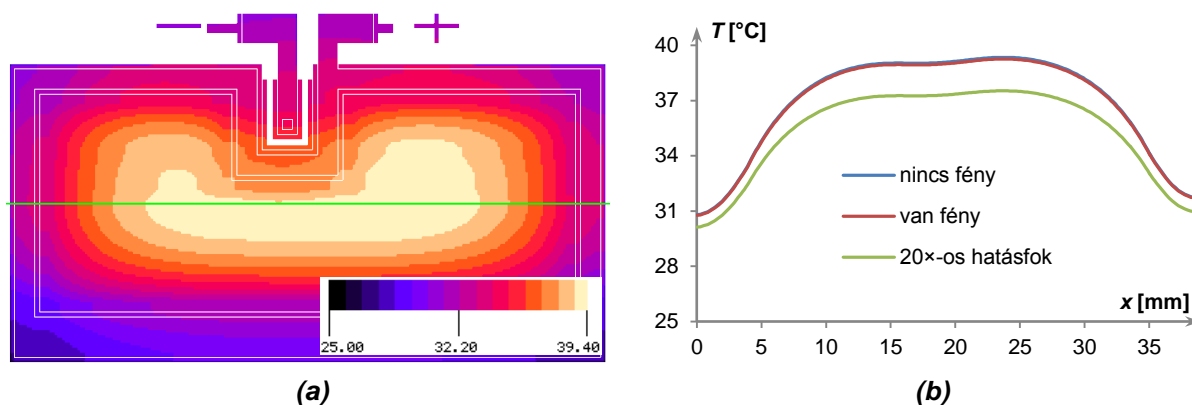 − +
25.00 32.20 39.40
(a)
T [°C]
40
37
34
31
28
25
nincs fény
van fény
20×-os hatásfok
x [mm]
0 5 10 15 20 25 30 35
(b)